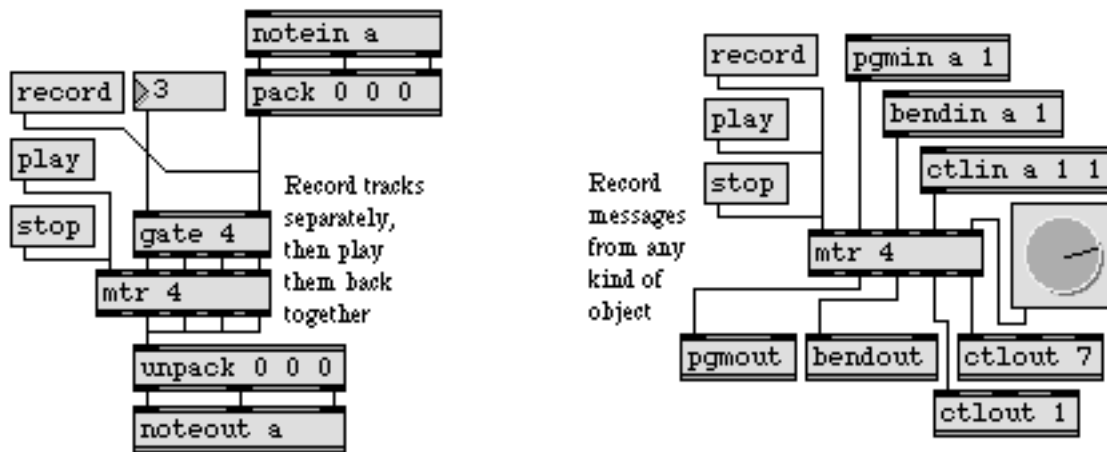 notein a
record
3
pack 0 0 0
play
stop
gate 4
mtr 4
Record tracks
separately,
then play
them back
together
unpack 0 0 0
noteout a
record
pgmin a 1
play
bendin a 1
stop
ctlin a 1 1
Record
messages
from any
kind of
object
mtr 4
pgmout
bendout
ctlout 7
ctlout 1